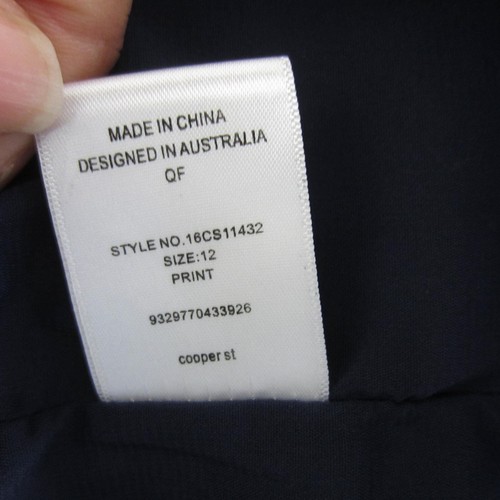 MADE IN CHINA
DESIGNED IN AUSTRALIA
QF
STYLE NO.16CS11432
SIZE:12
PRINT
9329770433926
cooper st